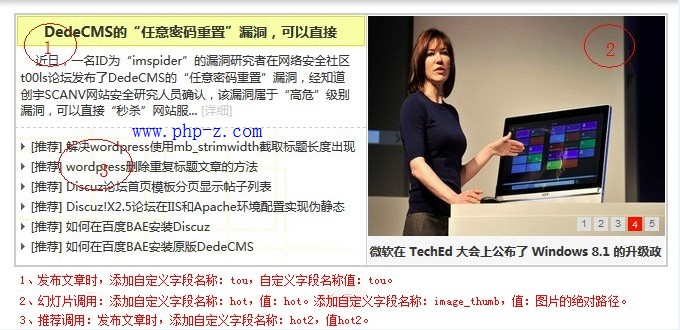 DedeCMS的“任意密码重置”漏洞，可以直接
1
近日，一名ID为“imspider”的漏洞研究者在网络安全社区
t00ls论坛发布了DedeCMS的“任意密码重置”漏洞，经知道
创宇SCANV网站安全研究人员确认，该漏洞属于“高危”级别
漏洞，可以直接“秒杀”网站服... [详细]
www.php-z.com
[推荐] 解决wordpress使用mb_strimwidth截取标题长度出现
[推荐] wordpress删除重复标题文章的方法
3
[推荐] Discuz论坛首页模板分页显示帖子列表
[推荐] Discuz!X2.5论坛在IIS和Apache环境配置实现伪静态
[推荐] 如何在百度BAE安装Discuz
[推荐] 如何在百度BAE安装原版DedeCMS
2
1 2 3 4 5
微软在 TechEd 大会上公布了 Windows 8.1 的升级政
1、发布文章时，添加自定义字段名称：tou，自定义字段名称值：tou。
2、幻灯片调用：添加自定义字段名称：hot，值：hot。添加自定义字段名称：image_thumb，值：图片的绝对路径。
3、推荐调用：发布文章时，添加自定义字段名称：hot2，值hot2。